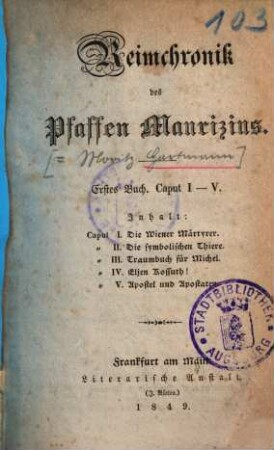 103
Reimchronik
des
Pfaffen Maurizius.
[= Moritz Hartmann]
Erstes Buch. Caput I — V.
Inhalt:
Caput I. Die Wiener Märtyrer.
" II. Die symbolischen Thiere.
" III. Traumbuch für Michel.
" IV. Eljen Kossuth!
" V. Apostel und Apostaten.
Frankfurt am Main
Literarische Anstalt
(J. Rütten.)
1849.
STADTBIBLIOTHEK
AUGSBURG